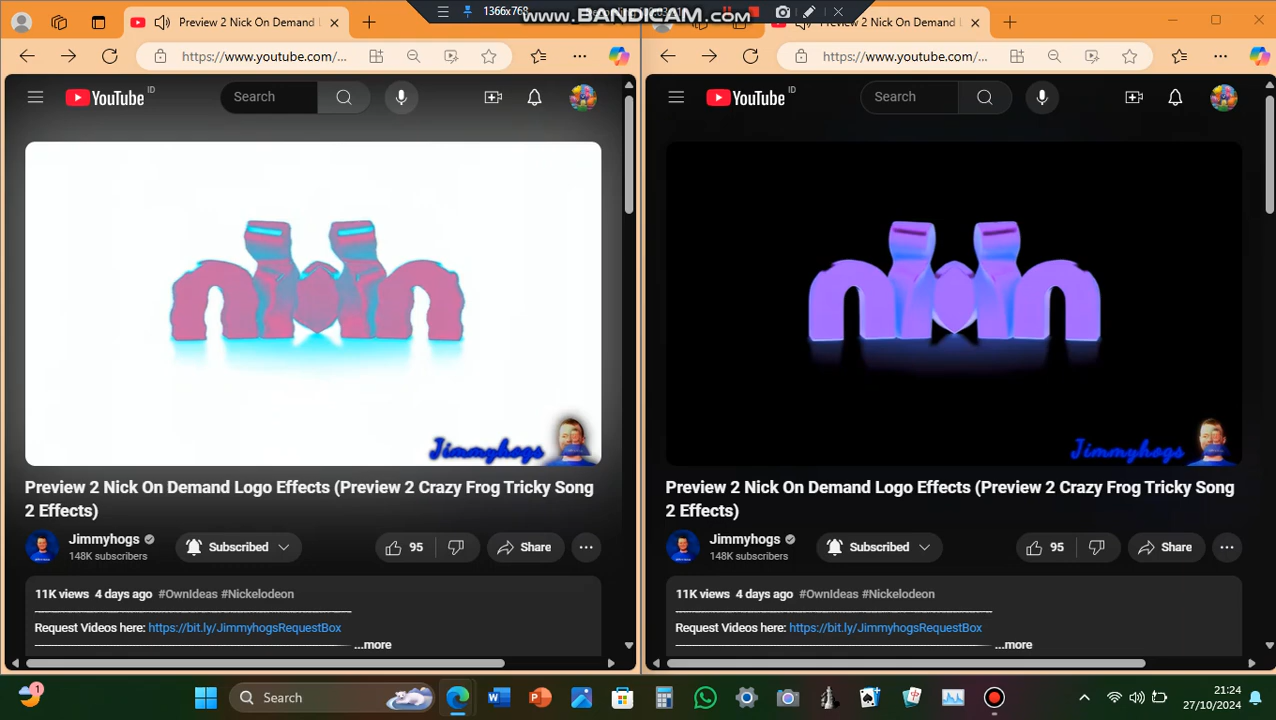 1366x768
www.BANDICAM.com
Preview 2 Nick On Demand L
Preview 2 Nick On Demand L
https://www.youtube.com/...
https://www.youtube.com/...
YouTube ID
Search
YouTube ID
Search
Jimmyhogs
Jimmyhogs
Preview 2 Nick On Demand Logo Effects (Preview 2 Crazy Frog Tricky Song
2 Effects)
Jimmyhogs
148K subscribers
Subscribed
95
Share
11K views 4 days ago #OwnIdeas #Nickelodeon
Request Videos here: https://bit.ly/JimmyhogsRequestBox
...more
Preview 2 Nick On Demand Logo Effects (Preview 2 Crazy Frog Tricky Song
2 Effects)
Jimmyhogs
148K subscribers
Subscribed
95
Share
11K views 4 days ago #OwnIdeas #Nickelodeon
Request Videos here: https://bit.ly/JimmyhogsRequestBox
...more
1
Search
21:24
27/10/2024